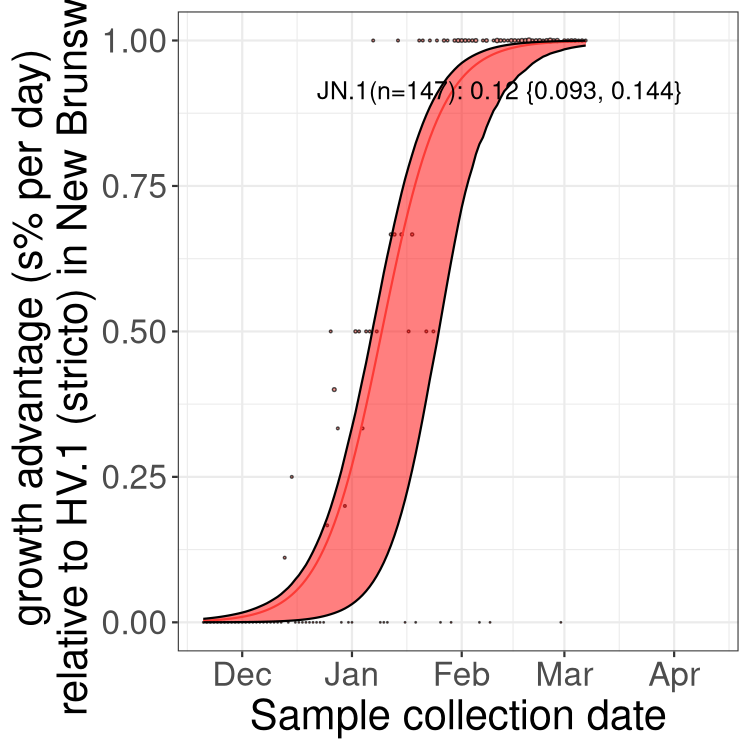 growth advantage (s% per day)
relative to HV.1 (stricto) in New Brunsw
1.00
0.75
0.50
0.25
0.00
JN.1(n=147): 0.12 {0.093, 0.144}
Dec Jan Feb Mar Apr
Sample collection date